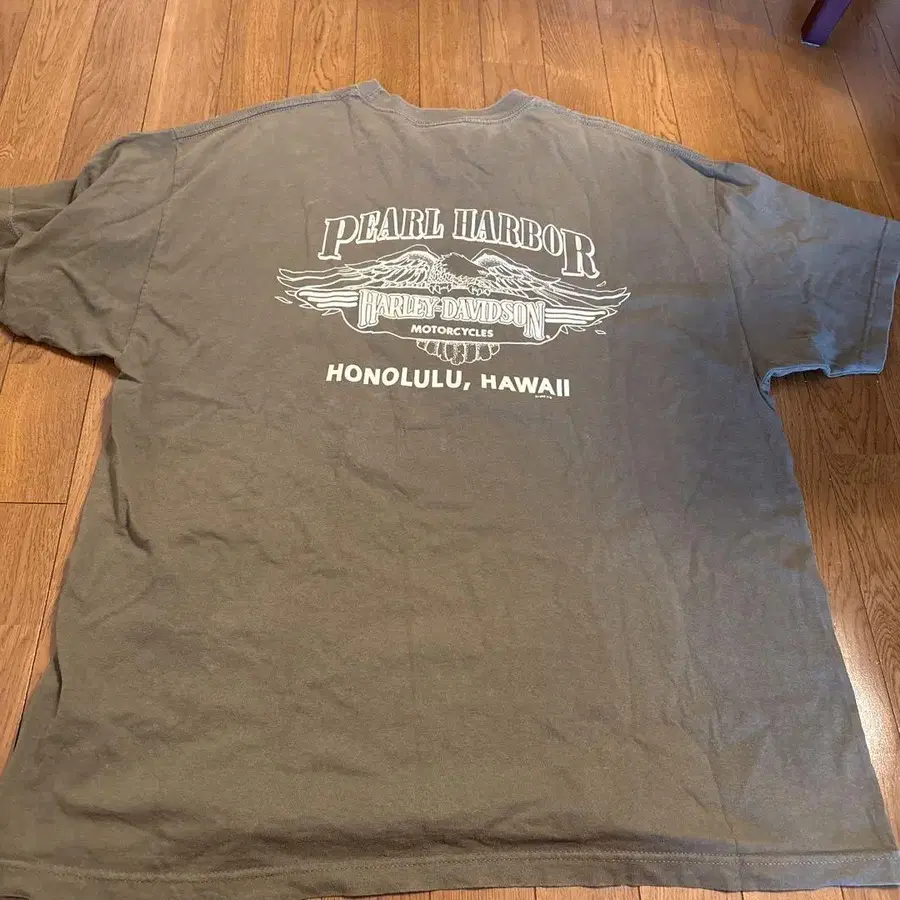 PEARL HARBOR
HARLEY-DAVIDSON
MOTORCYCLES
HONOLULU, HAWAII